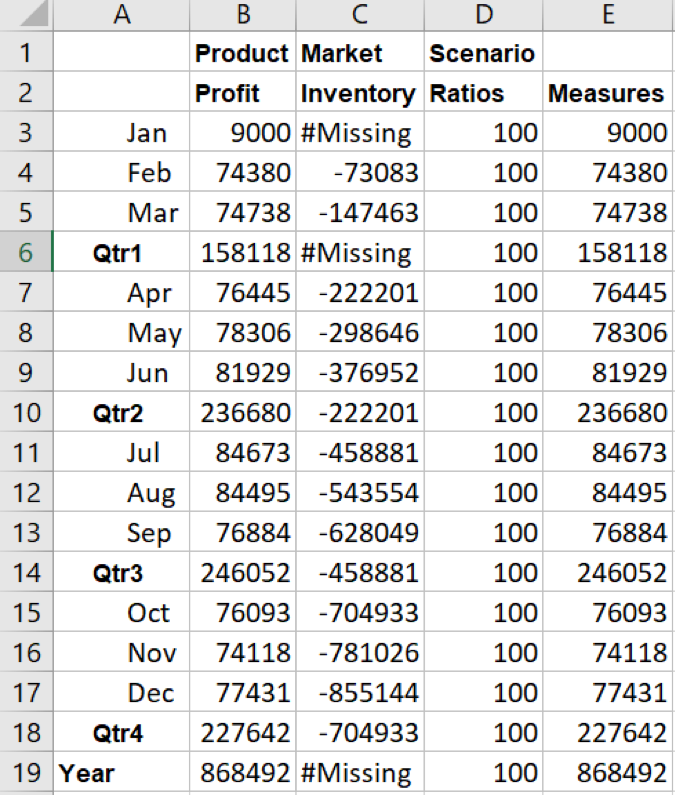 A B C D E
1 Product Market Scenario
2 Profit Inventory Ratios Measures
3 Jan 9000 #Missing 100 9000
4 Feb 74380 -73083 100 74380
5 Mar 74738 -147463 100 74738
6 Qtr1 158118 #Missing 100 158118
7 Apr 76445 -222201 100 76445
8 May 78306 -298646 100 78306
9 Jun 81929 -376952 100 81929
10 Qtr2 236680 -222201 100 236680
11 Jul 84673 -458881 100 84673
12 Aug 84495 -543554 100 84495
13 Sep 76884 -628049 100 76884
14 Qtr3 246052 -458881 100 246052
15 Oct 76093 -704933 100 76093
16 Nov 74118 -781026 100 74118
17 Dec 77431 -855144 100 77431
18 Qtr4 227642 -704933 100 227642
19 Year 868492 #Missing 100 868492